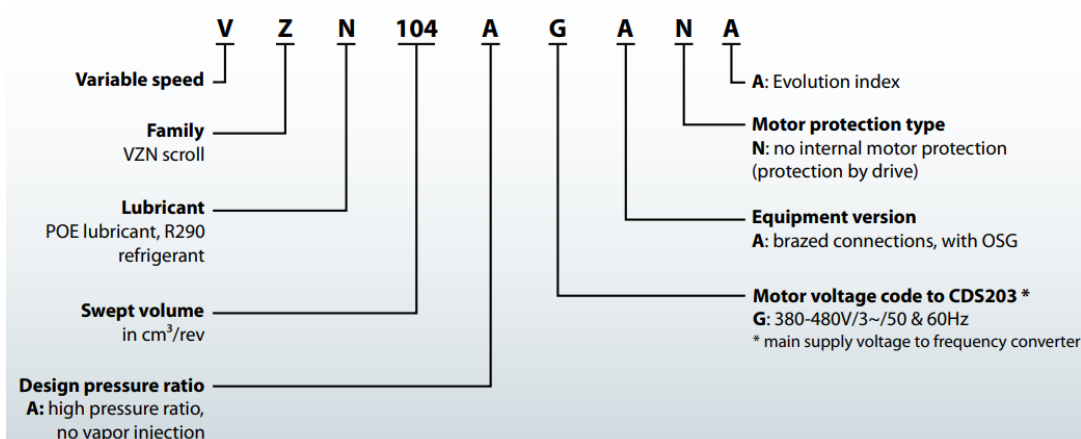 V Z N 104 A G A N A
Variable speed
Family
VZN scroll
Lubricant
POE lubricant, R290
refrigerant
Swept volume
in cm³/rev
Design pressure ratio
A: high pressure ratio,
no vapor injection
A: Evolution index
Motor protection type
N: no internal motor protection
(protection by drive)
Equipment version
A: brazed connections, with OSG
Motor voltage code to CDS203 *
G: 380-480V/3~/50 & 60Hz
* main supply voltage to frequency converter